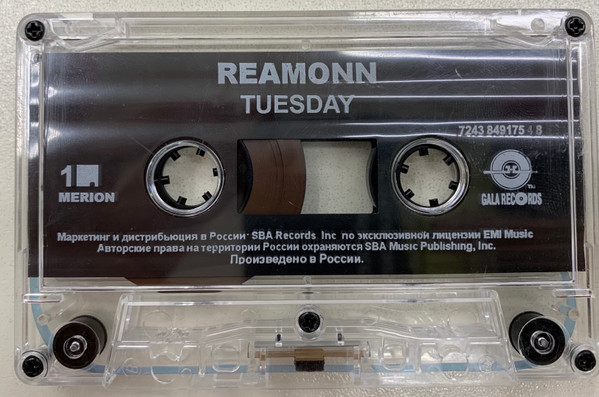 REAMONN
TUESDAY
7243 849175 4 8
1
MERION
GALA RECORDS
Маркетинг и дистрибьюция в России: SBA Records Inc по эксклюзивной лицензии EMI Music
Авторские права на территории России охраняются SBA Music Publishing, Inc.
Произведено в России.